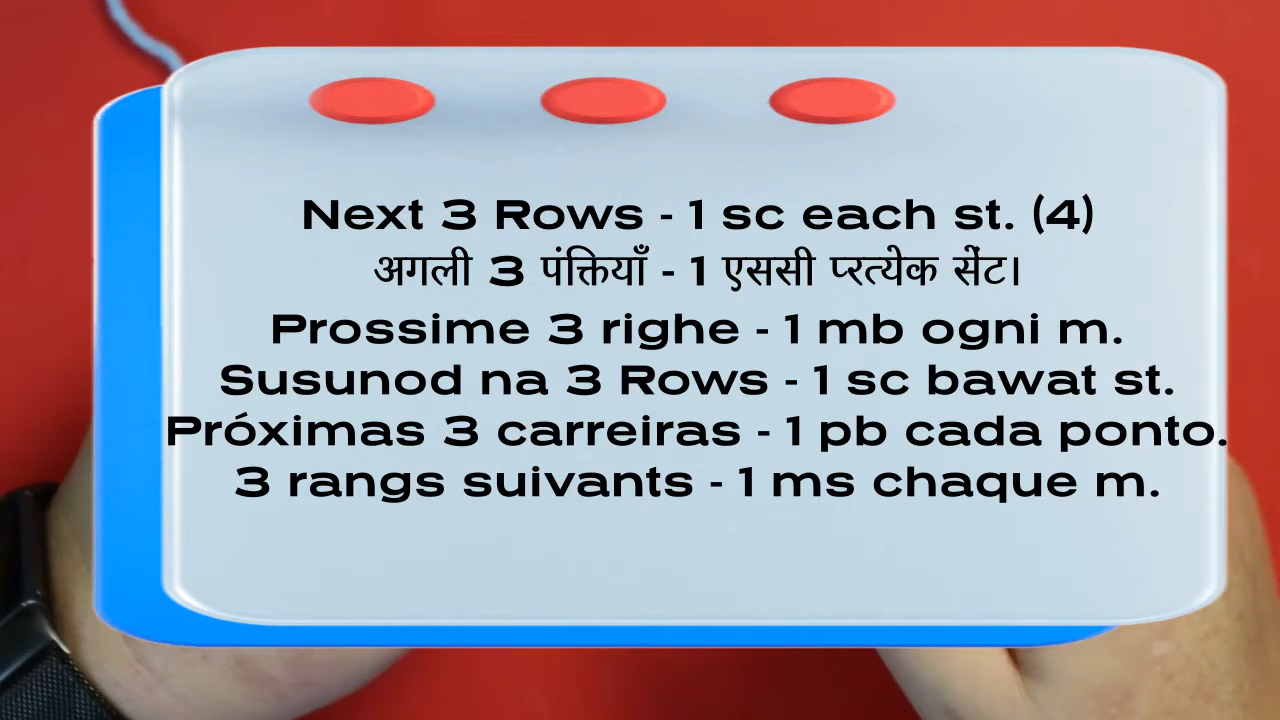 Next 3 Rows - 1 sc each st. (4)
अगली 3 पंक्तियाँ - 1 एससी प्रत्येक सेंट।
Prossime 3 righe - 1 mb ogni m.
Susunod na 3 Rows - 1 sc bawat st.
Próximas 3 carreiras - 1 pb cada ponto.
3 rangs suivants - 1 ms chaque m.